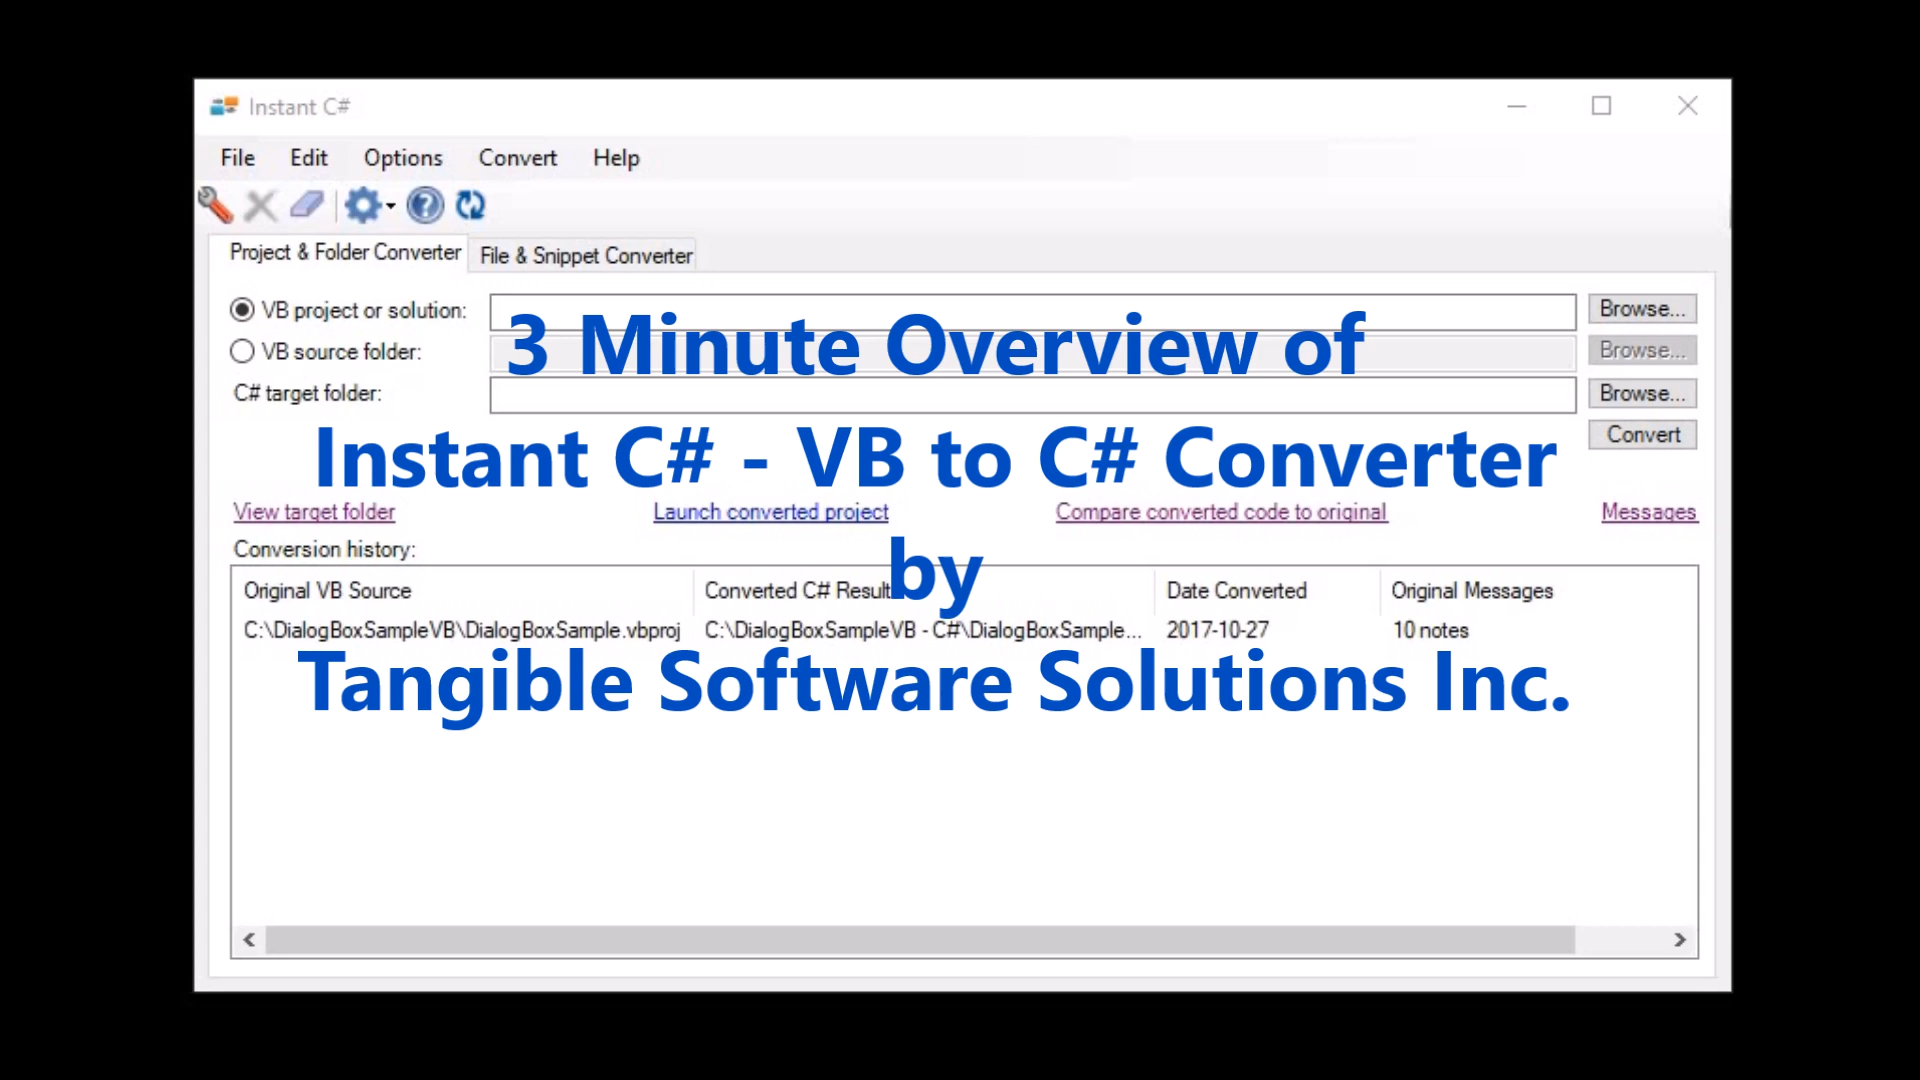 Instant C#
File Edit Options Convert Help
Project & Folder Converter File & Snippet Converter
VB project or solution: Browse...
3 Minute Overview of
VB source folder: Browse...
C# target folder: Browse...
Convert
Instant C# - VB to C# Converter
View target folder Launch converted project Compare converted code to original Messages
Conversion history:
by
Original VB Source Converted C# Result Date Converted Original Messages
C:\DialogBoxSampleVB\DialogBoxSample.vbproj C:\DialogBoxSampleVB - C#\DialogBoxSample... 2017-10-27 10 notes
Tangible Software Solutions Inc.